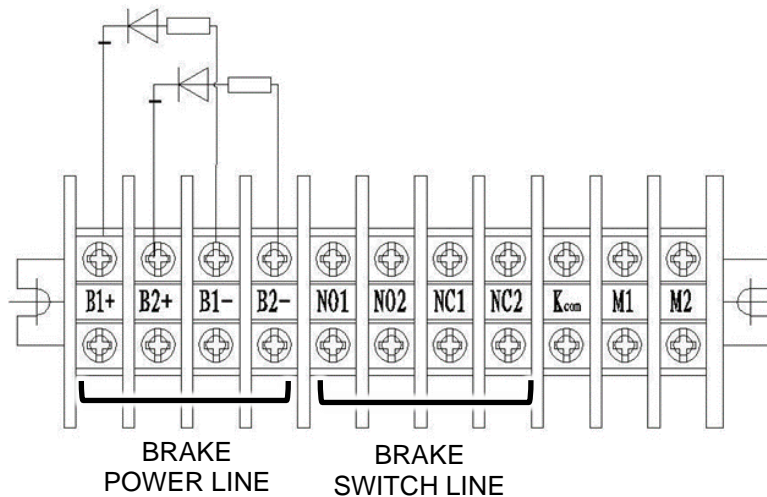 B1+ B2+ B1- B2- NO1 NO2 NC1 NC2 Kcom M1 M2
BRAKE POWER LINE
BRAKE SWITCH LINE